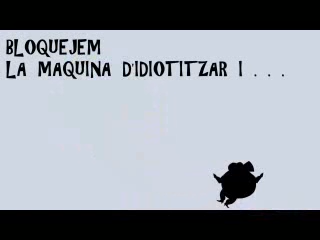 BLOQUEJEM
LA MAQUINA D'IDIOTITZAR I . . .